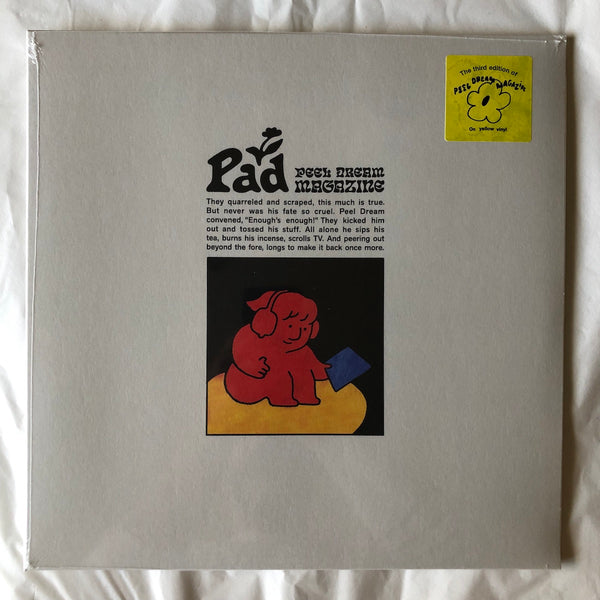 The third edition of
PEEL DREAM MAGAZINE
On yellow vinyl
Pad
PEEL DREAM
MAGAZINE
They quarreled and scraped, this much is true.
But never was his fate so cruel. Peel Dream
convened, "Enough's enough!" They kicked him
out and tossed his stuff. All alone he sips his
tea, burns his incense, scrolls TV. And peering out
beyond the fore, longs to make it back once more.